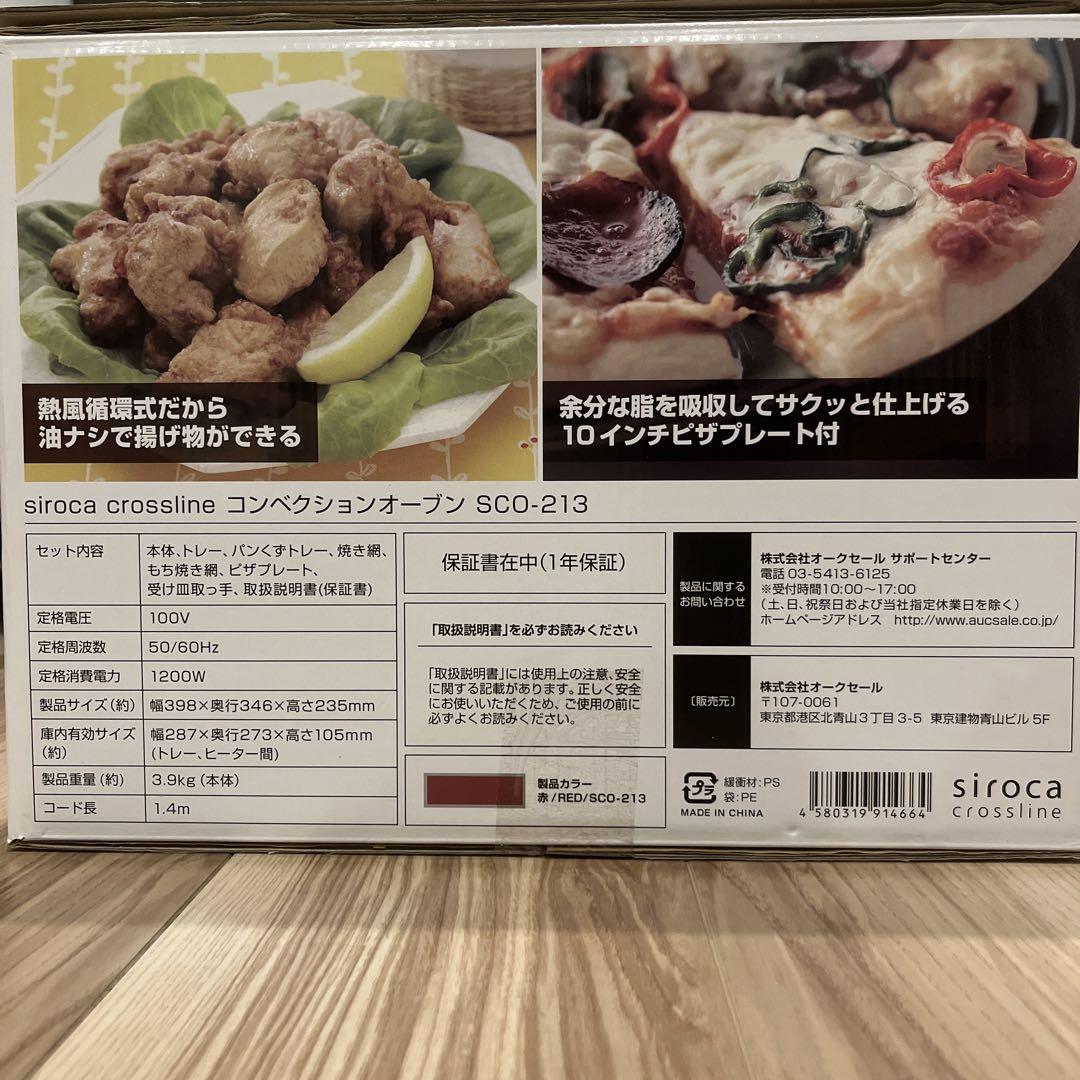 熱風循環式だから
油ナシで揚げ物ができる
余分な脂を吸収してサクッと仕上げる
10インチピザプレート付
siroca crossline コンベクションオーブン SCO-213
セット内容
本体、トレー、パンくずトレー、焼き網、
もち焼き網、ピザプレート、
受け皿取っ手、取扱説明書(保証書)
定格電圧 100V
定格周波数 50/60Hz
定格消費電力 1200W
製品サイズ(約) 幅398×奥行346×高さ235mm
庫内有効サイズ(約)
幅287×奥行273×高さ105mm
(トレー、ヒーター間)
製品重量(約) 3.9kg(本体)
コード長 1.4m
保証書在中(1年保証)
「取扱説明書」を必ずお読みください
「取扱説明書」には使用上の注意、安全
に関する記載があります。正しく安全
にお使いいただくため、ご使用の前に
必ずよくお読みください。
製品カラー
赤/RED/SCO-213
製品に関する
お問い合わせ
株式会社オークセール サポートセンター
電話 03-5413-6125
※受付時間10:00〜17:00
(土、日、祝祭日および当社指定休業日を除く)
ホームページアドレス http://www.aucsale.co.jp/
〔販売元〕
株式会社オークセール
〒107-0061
東京都港区北青山3丁目3-5 東京建物青山ビル5F
プラ
緩衝材:PS
袋:PE
MADE IN CHINA
4 580319 914664
siroca
crossline